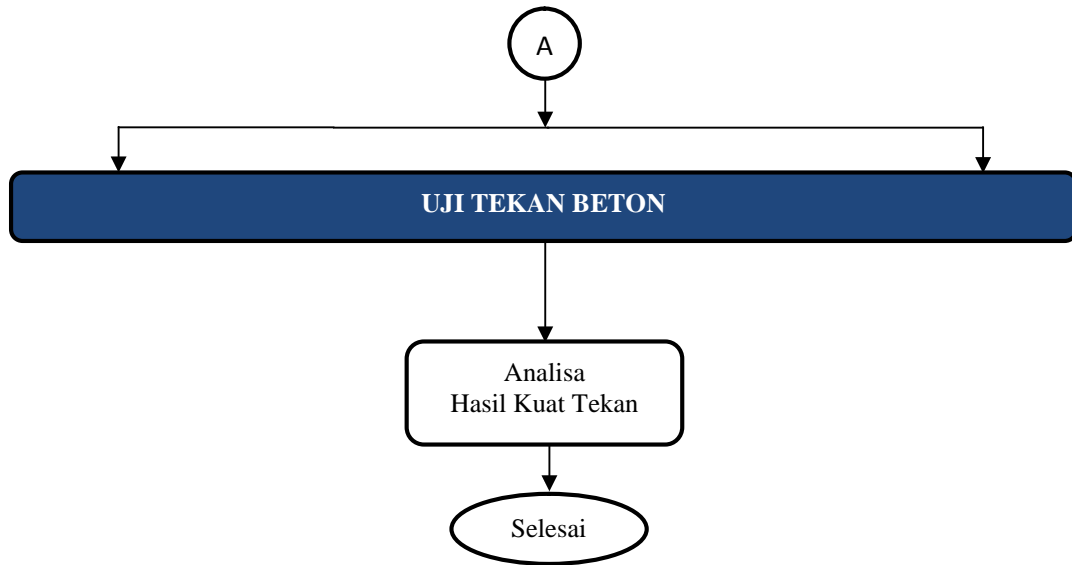 A
UJI TEKAN BETON
Analisa
Hasil Kuat Tekan
Selesai